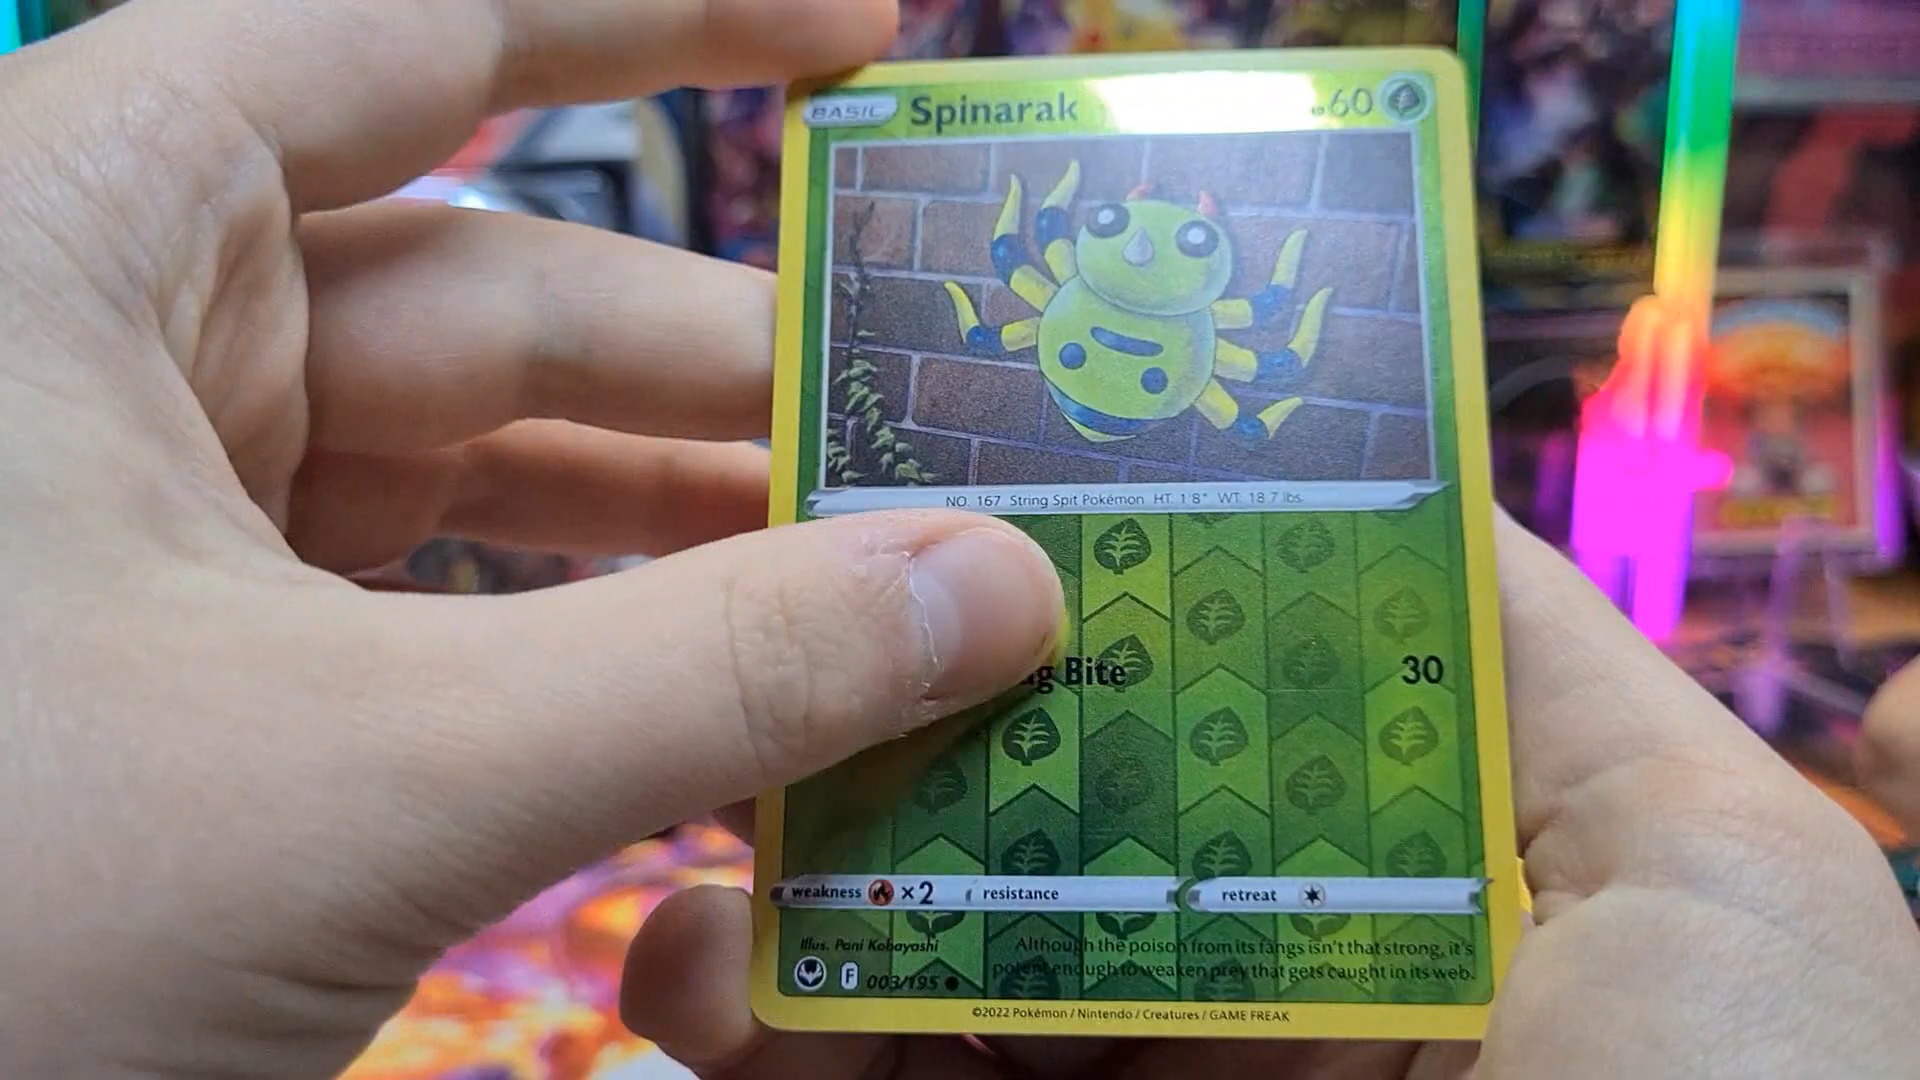 BASIC Spinarak 60
NO. 167 String Spit Pokémon HT: 1'8" WT: 18.7 lbs.
Bite 30
weakness ×2 resistance retreat
Illus. Pani Kobayashi
Although the poison from its fangs isn't that strong, it's
potent enough to weaken prey that gets caught in its web.
F 003/195
©2022 Pokémon / Nintendo / Creatures / GAME FREAK